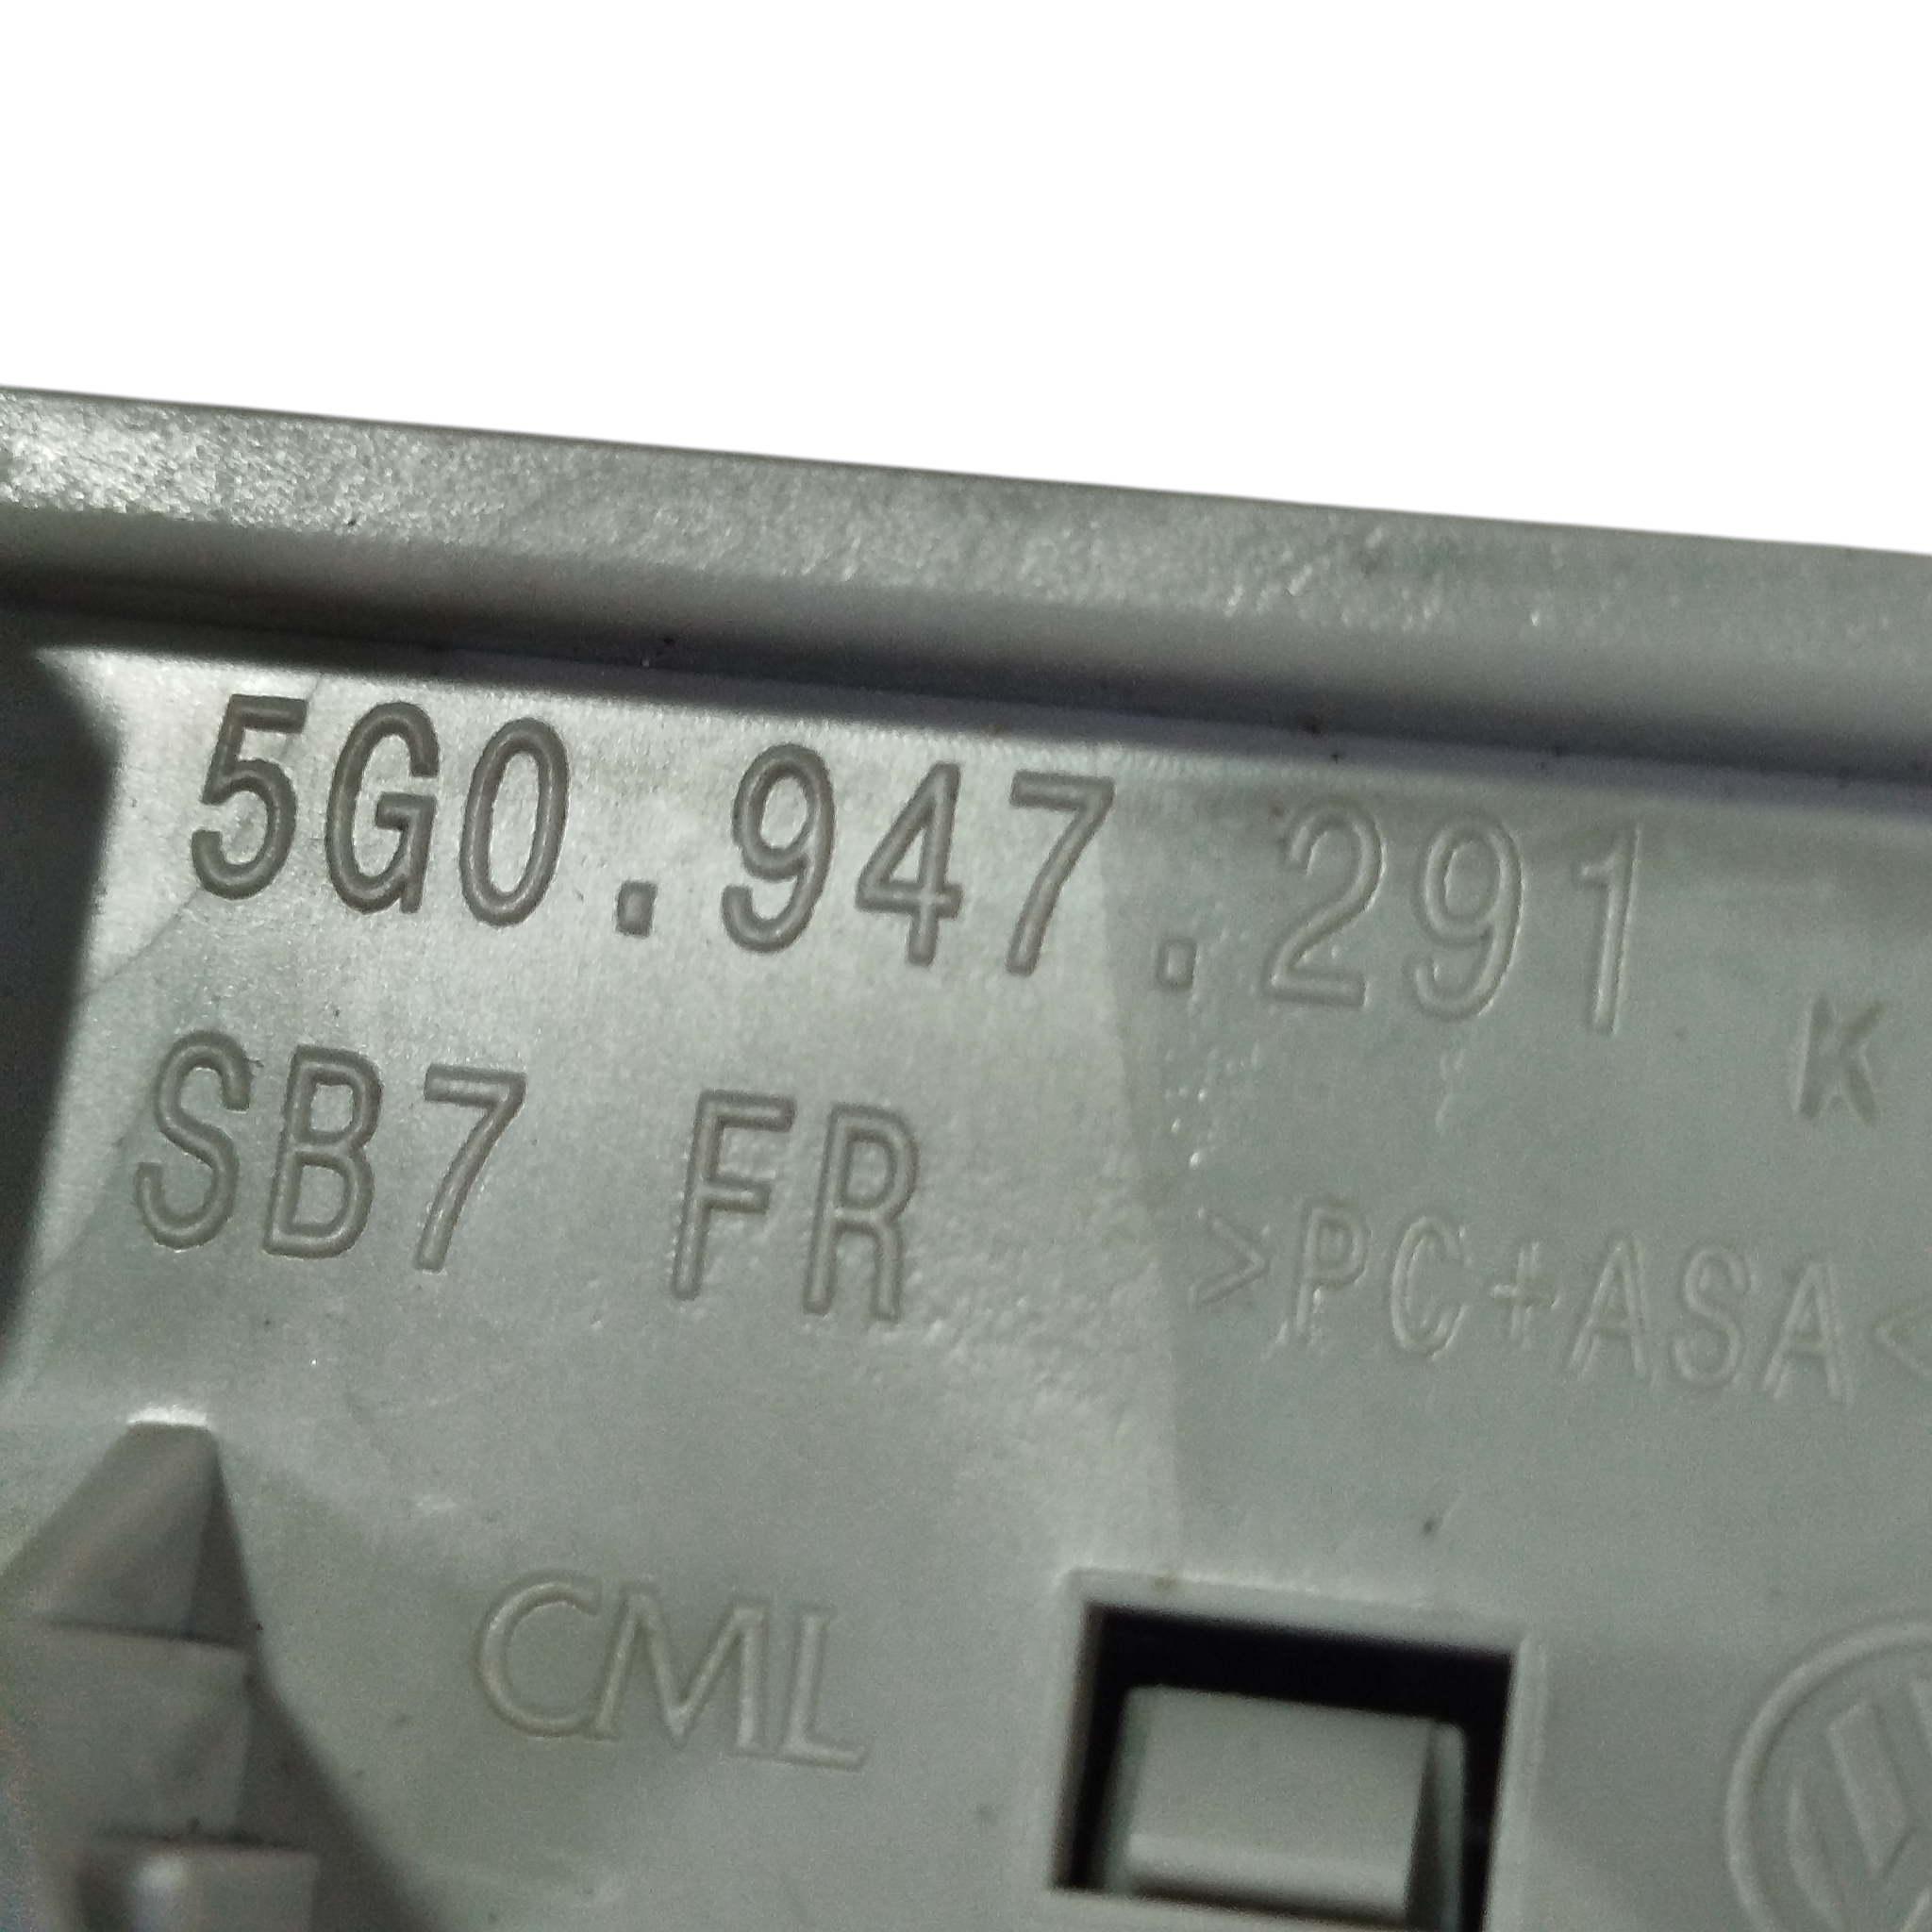 5G0.947.291 K
SB7 FR
>PC+ASA<
CML